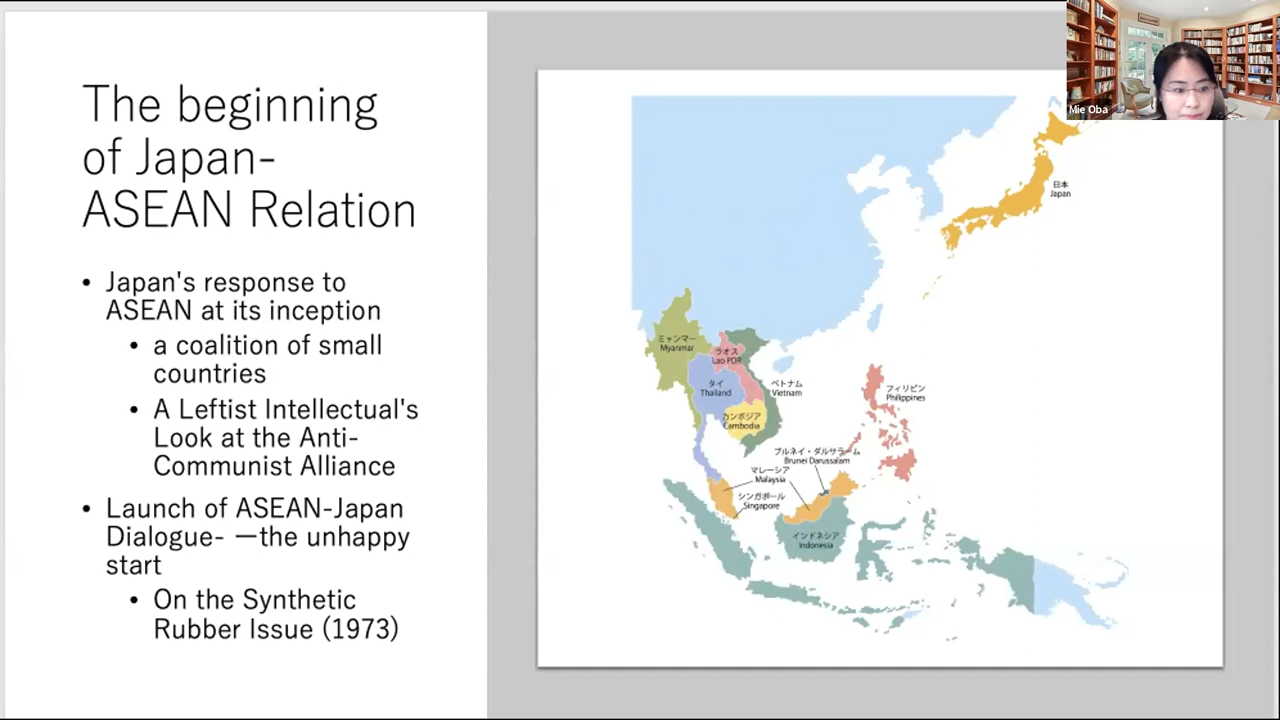 The beginning
of Japan-
ASEAN Relation
• Japan's response to
ASEAN at its inception
• a coalition of small
countries
• A Leftist Intellectual's
Look at the Anti-
Communist Alliance
• Launch of ASEAN-Japan
Dialogue- ―the unhappy
start
• On the Synthetic
Rubber Issue (1973)
Mie Oba
日本
Japan
ミャンマー
Myanmar
ラオス
Lao PDR
タイ
Thailand
ベトナム
Vietnam
カンボジア
Cambodia
フィリピン
Philippines
ブルネイ・ダルサラーム
Brunei Darussalam
マレーシア
Malaysia
シンガポール
Singapore
インドネシア
Indonesia